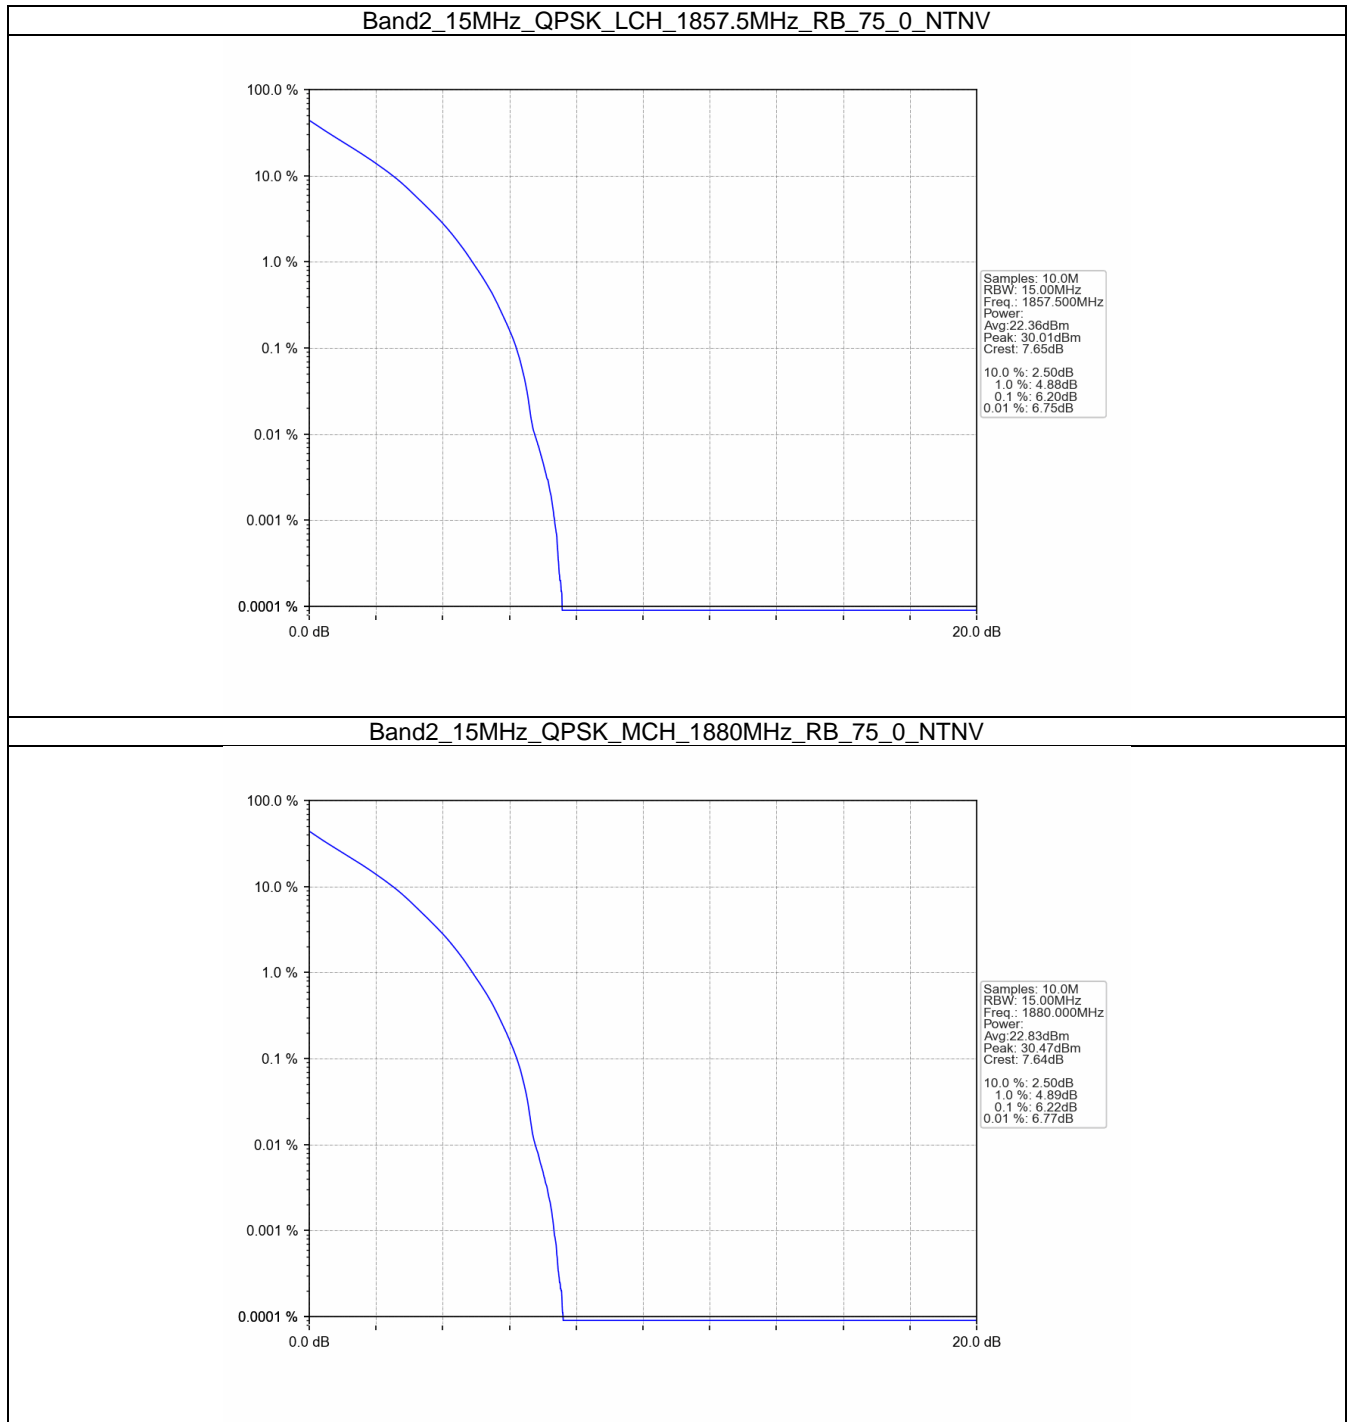 Band2_15MHz_QPSK_LCH_1857.5MHz_RB_75_0_NTNV
100.0 %
10.0 %
1.0 %
0.1 %
0.01 %
0.001 %
0.0001 %
0.0 dB
20.0 dB
Samples: 10.0M
RBW: 15.00MHz
Freq.: 1857.500MHz
Power:
Avg:22.36dBm
Peak: 30.01dBm
Crest: 7.65dB
10.0 %: 2.50dB
1.0 %: 4.88dB
0.1 %: 6.20dB
0.01 %: 6.75dB
Band2_15MHz_QPSK_MCH_1880MHz_RB_75_0_NTNV
100.0 %
10.0 %
1.0 %
0.1 %
0.01 %
0.001 %
0.0001 %
0.0 dB
20.0 dB
Samples: 10.0M
RBW: 15.00MHz
Freq.: 1880.000MHz
Power:
Avg:22.83dBm
Peak: 30.47dBm
Crest: 7.64dB
10.0 %: 2.50dB
1.0 %: 4.89dB
0.1 %: 6.22dB
0.01 %: 6.77dB